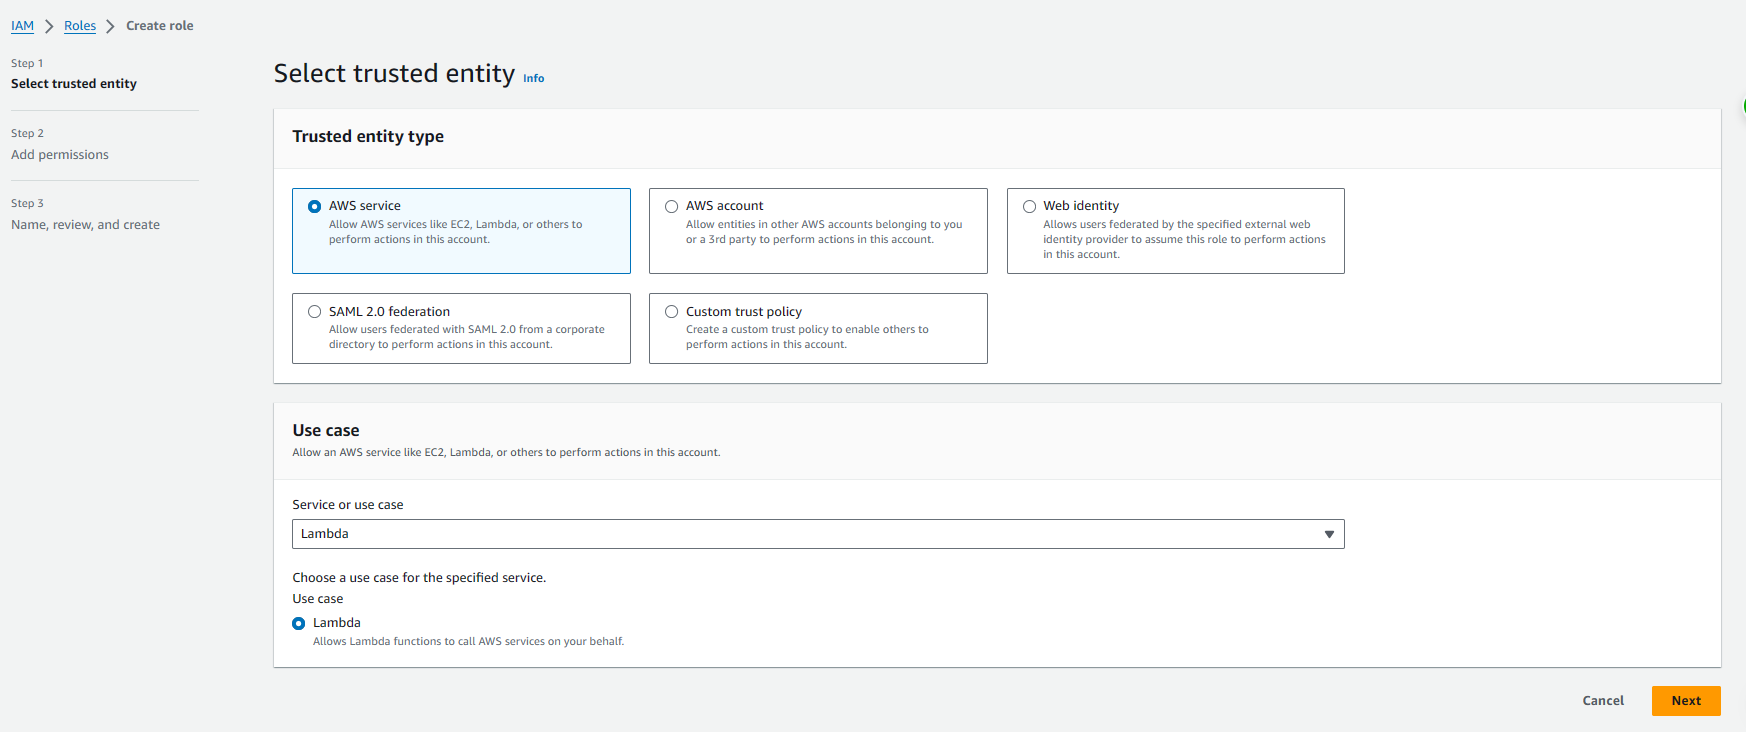 IAM > Roles > Create role
Step 1
Select trusted entity
Step 2
Add permissions
Step 3
Name, review, and create
Select trusted entity Info
Trusted entity type
AWS service
Allow AWS services like EC2, Lambda, or others to
perform actions in this account.
AWS account
Allow entities in other AWS accounts belonging to you
or a 3rd party to perform actions in this account.
Web identity
Allows users federated by the specified external web
identity provider to assume this role to perform actions
in this account.
SAML 2.0 federation
Allow users federated with SAML 2.0 from a corporate
directory to perform actions in this account.
Custom trust policy
Create a custom trust policy to enable others to
perform actions in this account.
Use case
Allow an AWS service like EC2, Lambda, or others to perform actions in this account.
Service or use case
Lambda
Choose a use case for the specified service.
Use case
Lambda
Allows Lambda functions to call AWS services on your behalf.
Cancel
Next